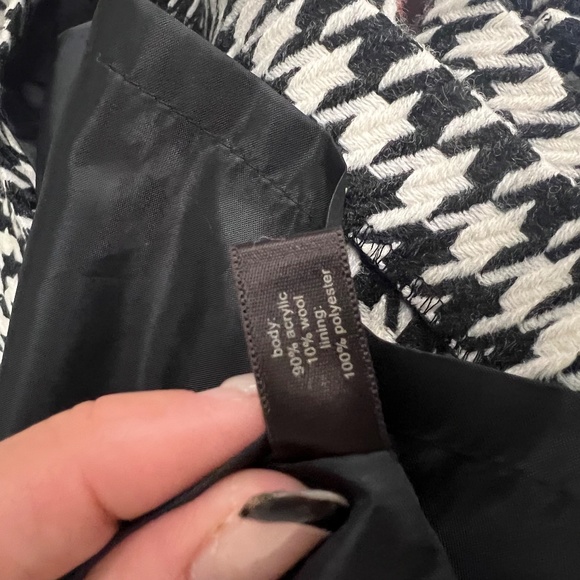 body:
90% acrylic
10% wool
lining:
100% polyester